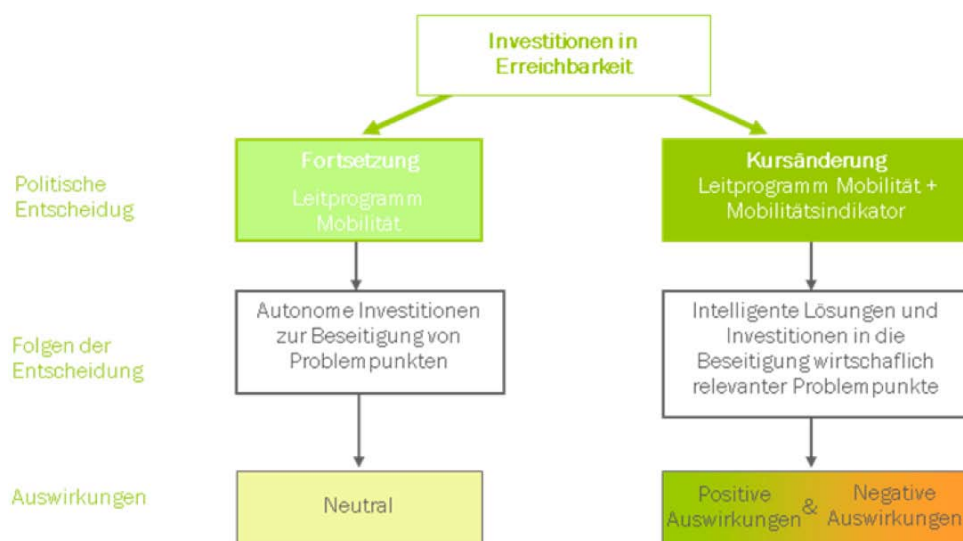 Investitionen in
Erreichbarkeit
Politische
Entscheidug
Fortsetzung
Leitprogramm
Mobilität
Kursänderung
Leitprogramm Mobilität +
Mobilitätsindikator
Folgen der
Entscheidung
Autonome Investitionen
zur Beseitigung von
Problempunkten
Intelligente Lösungen und
Investitionen in die
Beseitigung wirtschaflich
relevanter Problempunkte
Auswirkungen
Neutral
Positive
Auswirkungen
&
Negative
Auswirkungen